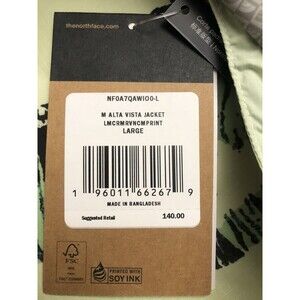 thenorthface.com
NF0A7QAWIO0-L
M ALTA VISTA JACKET
LMCRMRVNCMPRINT
LARGE
1 96011 66267 9
MADE IN BANGLADESH
Suggested Retail 140.00
FSC
PRINTED WITH
SOY INK